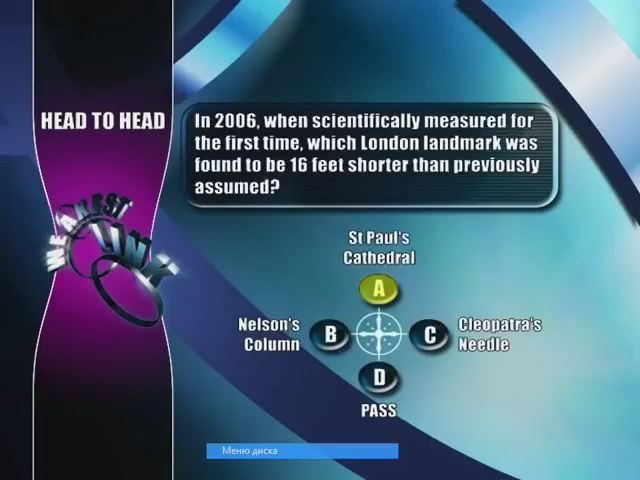 HEAD TO HEAD
In 2006, when scientifically measured for
the first time, which London landmark was
found to be 16 feet shorter than previously
assumed?
WEAKEST
LINK
St Paul's
Cathedral
A
Nelson's
Column
B
C
Cleopatra's
Needle
D
PASS
Меню диска